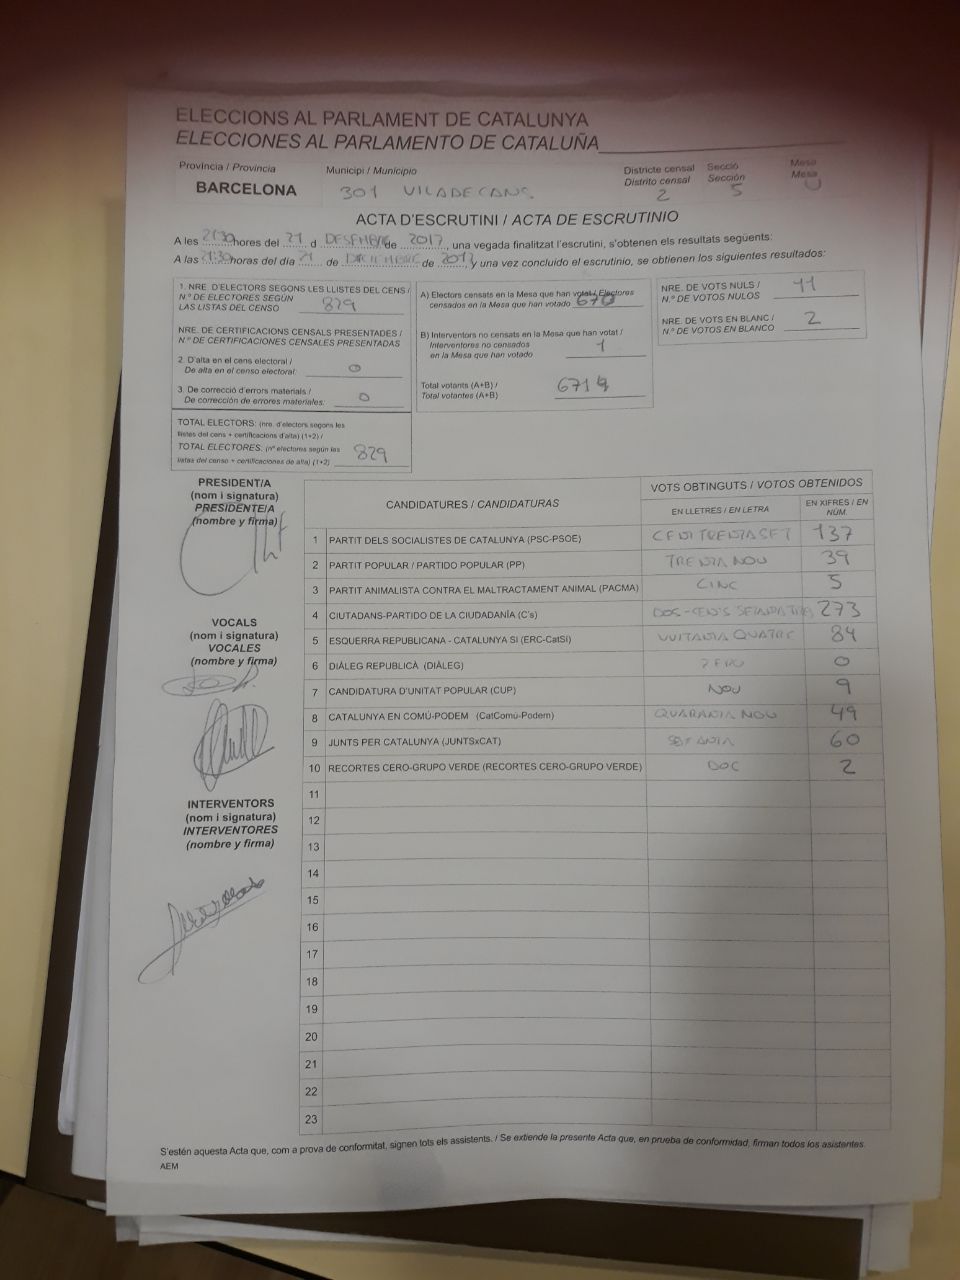 ELECCIONS AL PARLAMENT DE CATALUNYA
ELECCIONES AL PARLAMENTO DE CATALUÑA
Provincia / Provincia
BARCELONA
Municipi / Municipio
301 VILADECANS
Districte censal
Distrito censal
2
Secció
Sección
5
Mesa
Mesa
U
ACTA D'ESCRUTINI / ACTA DE ESCRUTINIO
A les 21:30 hores del 21 d DESEMBRE de 2017, una vegada finalitzat l'escrutini, s'obtenen els resultats següents:
A las 21:30 horas del día 21 de DICIEMBRE de 2017 y una vez concluido el escrutinio, se obtienen los siguientes resultados:
1. NRE. D'ELECTORS SEGONS LES LLISTES DEL CENS /
N.º DE ELECTORES SEGÚN
LAS LISTAS DEL CENSO 829
NRE. DE CERTIFICACIONS CENSALS PRESENTADES /
N.º DE CERTIFICACIONES CENSALES PRESENTADAS
2. D'alta en el cens electoral /
De alta en el censo electoral: 0
3. De correcció d'errors materials /
De corrección de errores materiales: 0
TOTAL ELECTORS: (nre. d'electors segons les
llistes del cens + certificacions d'alta) (1+2) /
TOTAL ELECTORES: (nº electores según las
listas del censo + certificaciones de alta) (1+2) 829
A) Electors censats en la Mesa que han votat / Electores
censados en la Mesa que han votado
B) Interventors no censats en la Mesa que han votat /
Interventores no censados
en la Mesa que han votado 1
Total votants (A+B) /
Total votantes (A+B)
NRE. DE VOTS NULS /
N.º DE VOTOS NULOS 11
NRE. DE VOTS EN BLANC /
N.º DE VOTOS EN BLANCO 2
PRESIDENT/A
(nom i signatura)
PRESIDENTE/A
(nombre y firma)
VOCALS
(nom i signatura)
VOCALES
(nombre y firma)
INTERVENTORS
(nom i signatura)
INTERVENTORES
(nombre y firma)
CANDIDATURES / CANDIDATURAS
VOTS OBTINGUTS / VOTOS OBTENIDOS
EN LLETRES / EN LETRA
EN XIFRES / EN NÚM.
1 PARTIT DELS SOCIALISTES DE CATALUNYA (PSC-PSOE) CENT TRENTA SET 137
2 PARTIT POPULAR / PARTIDO POPULAR (PP) TRENTA NOU 39
3 PARTIT ANIMALISTA CONTRA EL MALTRACTAMENT ANIMAL (PACMA) CINC 5
4 CIUTADANS-PARTIDO DE LA CIUDADANÍA (C's) DOS-CENTS 273
5 ESQUERRA REPUBLICANA - CATALUNYA SÍ (ERC-CatSí) VUITANTA QUATRE 84
6 DIÀLEG REPUBLICÀ (DIÀLEG) ZERO 0
7 CANDIDATURA D'UNITAT POPULAR (CUP) NOU 9
8 CATALUNYA EN COMÚ-PODEM (CatComú-Podem) QUARANTA NOU 49
9 JUNTS PER CATALUNYA (JUNTSxCAT) 60
10 RECORTES CERO-GRUPO VERDE (RECORTES CERO-GRUPO VERDE) DOC 2
11
12
13
14
15
16
17
18
19
20
21
22
23
S'estén aquesta Acta que, com a prova de conformitat, signen tots els assistents. / Se extiende la presente Acta que, en prueba de conformidad, firman todos los asistentes.
AEM